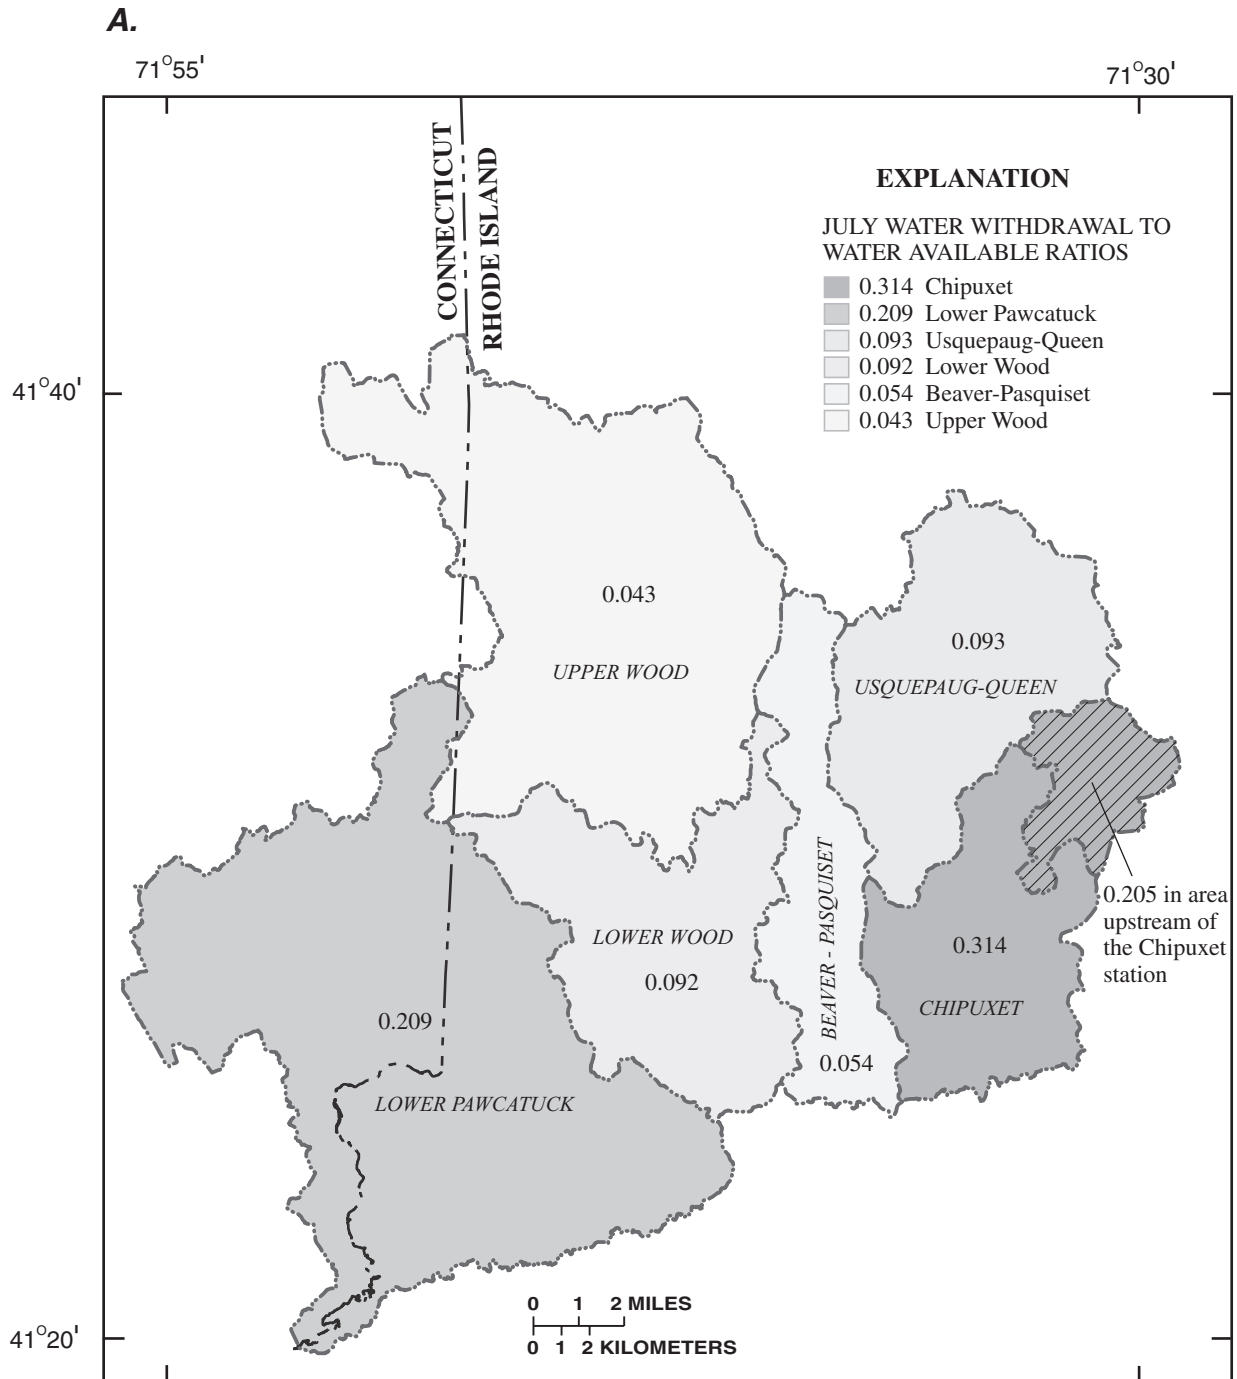 A.
71°55'
71°30'
CONNECTICUT
RHODE ISLAND
EXPLANATION
JULY WATER WITHDRAWAL TO
WATER AVAILABLE RATIOS
0.314 Chipuxet
0.209 Lower Pawcatuck
0.093 Usquepaug-Queen
0.092 Lower Wood
0.054 Beaver-Pasquiset
0.043 Upper Wood
41°40'
0.043
UPPER WOOD
0.093
USQUEPAUG-QUEEN
0.205 in area
upstream of
the Chipuxet
station
BEAVER - PASQUISET
0.054
LOWER WOOD
0.092
0.314
CHIPUXET
0.209
LOWER PAWCATUCK
0 1 2 MILES
0 1 2 KILOMETERS
41°20'